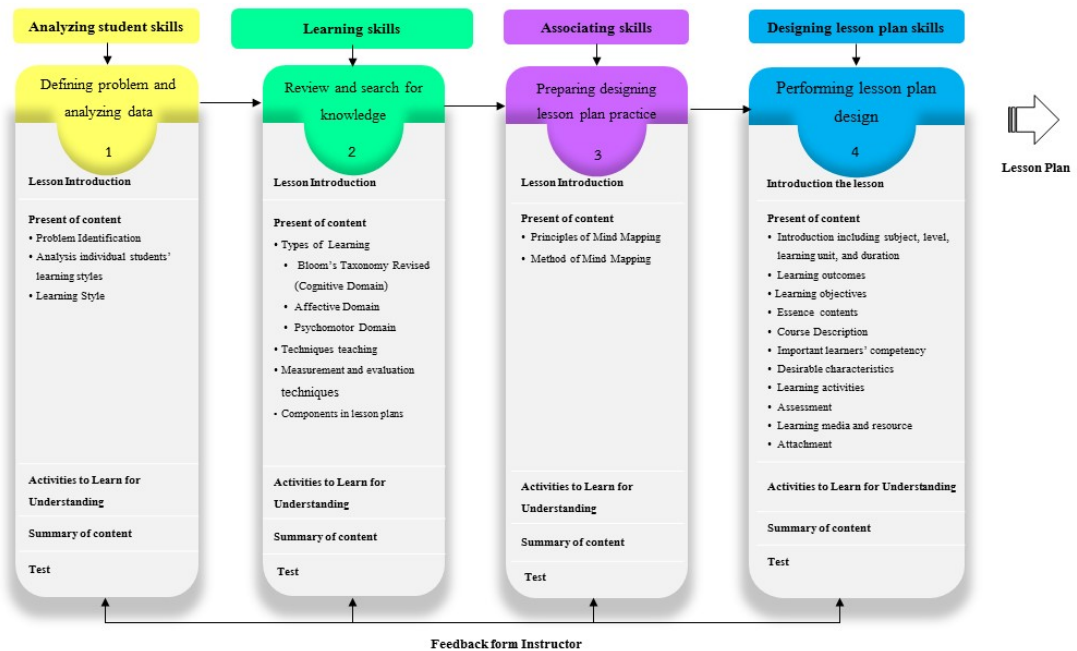 Analyzing student skills
Defining problem and
analyzing data
1
Lesson Introduction
Present of content
• Problem Identification
• Analysis individual students'
learning styles
• Learning Style
Activities to Learn for
Understanding
Summary of content
Test
Learning skills
Review and search for
knowledge
2
Lesson Introduction
Present of content
• Types of Learning
• Bloom's Taxonomy Revised
(Cognitive Domain)
• Affective Domain
• Psychomotor Domain
• Techniques teaching
• Measurement and evaluation
techniques
• Components in lesson plans
Activities to Learn for
Understanding
Summary of content
Test
Associating skills
Preparing designing
lesson plan practice
3
Lesson Introduction
Present of content
• Principles of Mind Mapping
• Method of Mind Mapping
Activities to Learn for
Understanding
Summary of content
Test
Designing lesson plan skills
Performing lesson plan
design
4
Introduction the lesson
Present of content
• Introduction including subject, level,
learning unit, and duration
• Learning outcomes
• Learning objectives
• Essence contents
• Course Description
• Important learners' competency
• Desirable characteristics
• Learning activities
• Assessment
• Learning media and resource
• Attachment
Activities to Learn for Understanding
Summary of content
Test
Lesson Plan
Feedback form Instructor